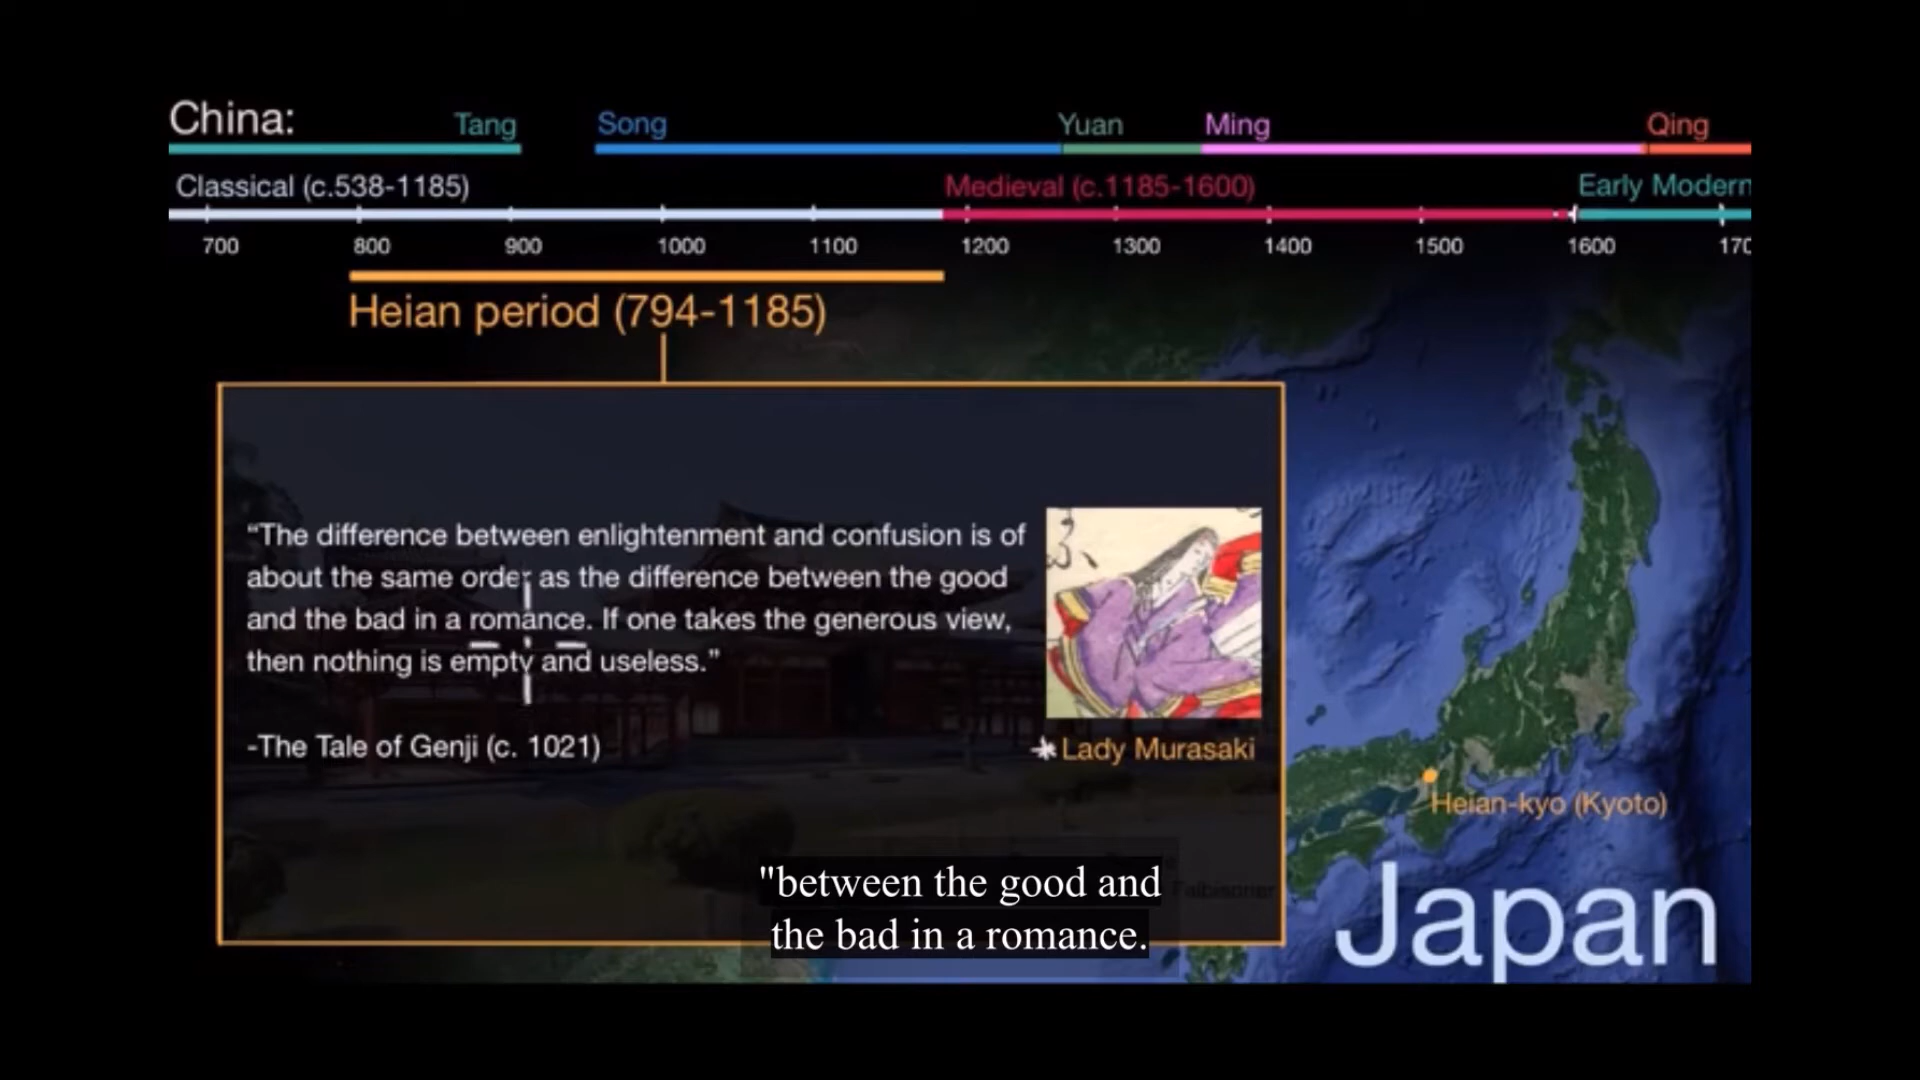 China:
Tang
Song
Yuan
Ming
Qing
Classical (c.538-1185)
Medieval (c.1185-1600)
Early Modern
700
800
900
1000
1100
1200
1300
1400
1500
1600
170
Heian period (794-1185)
“The difference between enlightenment and confusion is of
about the same order as the difference between the good
and the bad in a romance. If one takes the generous view,
then nothing is empty and useless.”
-The Tale of Genji (c. 1021)
Lady Murasaki
Heian-kyo (Kyoto)
Japan
"between the good and
the bad in a romance.